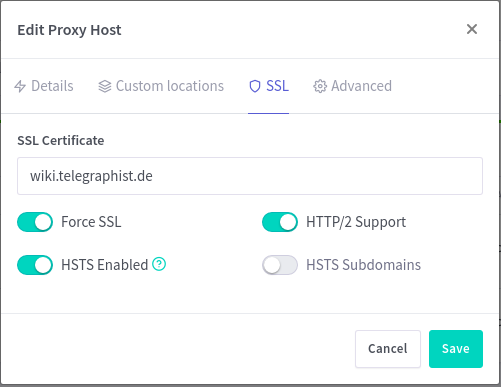 Edit Proxy Host
Details Custom locations SSL Advanced
SSL Certificate
wiki.telegraphist.de
Force SSL HTTP/2 Support
HSTS Enabled ? HSTS Subdomains
Cancel Save